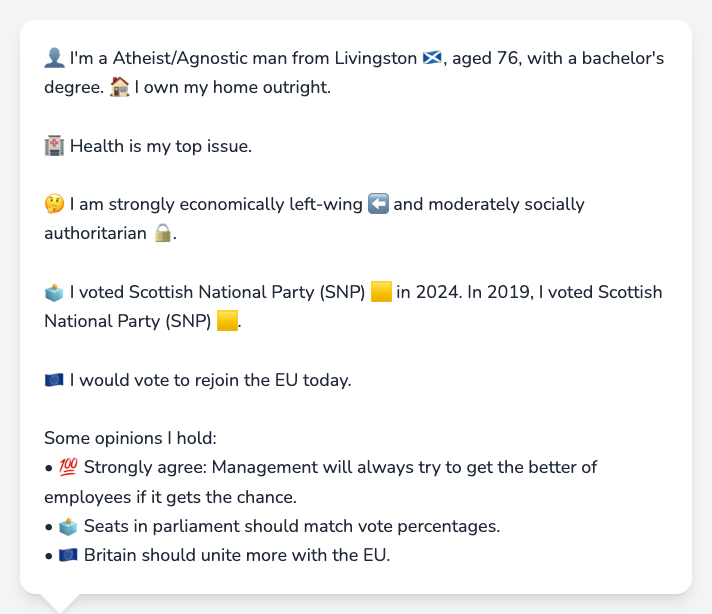 👤 I'm a Atheist/Agnostic man from Livingston 🏴󠁧󠁢󠁳󠁣󠁴󠁿, aged 76, with a bachelor's
degree. 🏠 I own my home outright.
🏥 Health is my top issue.
🤔 I am strongly economically left-wing ⬅️ and moderately socially
authoritarian 🔒.
🗳️ I voted Scottish National Party (SNP) 🟨 in 2024. In 2019, I voted Scottish
National Party (SNP) 🟨.
🇪🇺 I would vote to rejoin the EU today.
Some opinions I hold:
• 💯 Strongly agree: Management will always try to get the better of
employees if it gets the chance.
• 🗳️ Seats in parliament should match vote percentages.
• 🇪🇺 Britain should unite more with the EU.